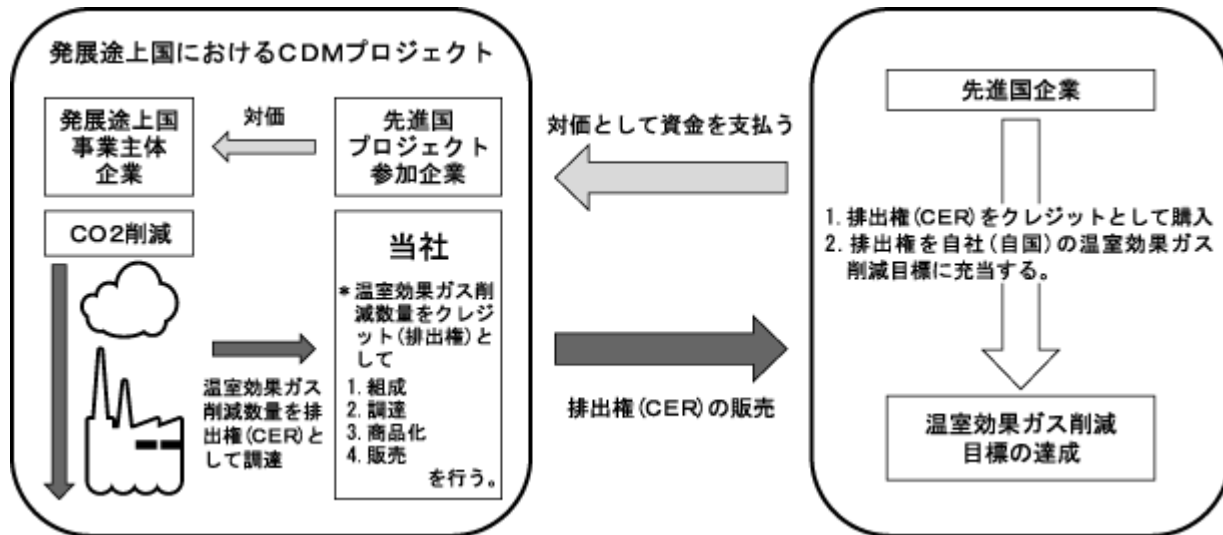 発展途上国におけるCDMプロジェクト
発展途上国
事業主体
企業
対価
先進国
プロジェクト
参加企業
CO2削減
当社
*温室効果ガス削
減数量をクレジ
ット(排出権)と
して
1. 組成
2. 調達
3. 商品化
4. 販売
を行う。
温室効果ガス
削減数量を排
出権(CER)と
して調達
対価として資金を支払う
排出権(CER)の販売
先進国企業
1. 排出権(CER)をクレジットとして購入
2. 排出権を自社(自国)の温室効果ガス
削減目標に充当する。
温室効果ガス削減
目標の達成